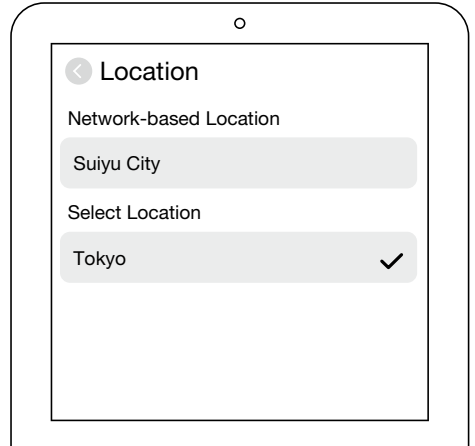 Location
Network-based Location
Suiyu City
Select Location
Tokyo